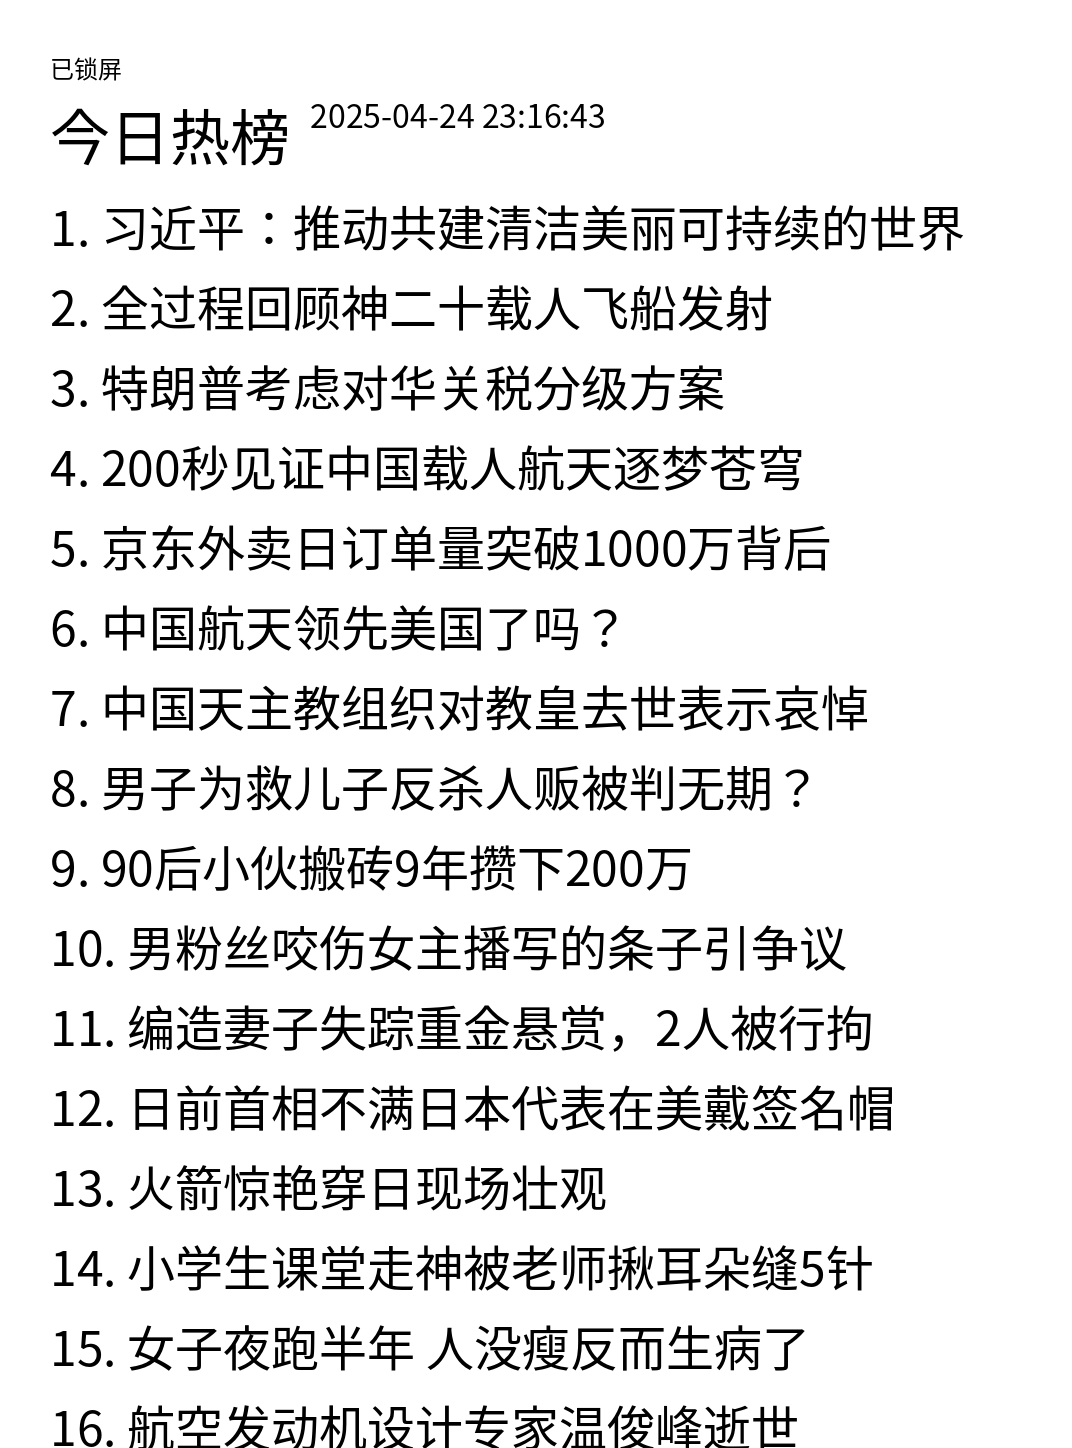 已锁屏
今日热榜 2025-04-24 23:16:43
1. 习近平：推动共建清洁美丽可持续的世界
2. 全过程回顾神二十载人飞船发射
3. 特朗普考虑对华关税分级方案
4. 200秒见证中国载人航天逐梦苍穹
5. 京东外卖日订单量突破1000万背后
6. 中国航天领先美国了吗？
7. 中国天主教组织对教皇去世表示哀悼
8. 男子为救儿子反杀人贩被判无期？
9. 90后小伙搬砖9年攒下200万
10. 男粉丝咬伤女主播写的条子引争议
11. 编造妻子失踪重金悬赏，2人被行拘
12. 日前首相不满日本代表在美戴签名帽
13. 火箭惊艳穿日现场壮观
14. 小学生课堂走神被老师揪耳朵缝5针
15. 女子夜跑半年 人没瘦反而生病了
16. 航空发动机设计专家温俊峰逝世